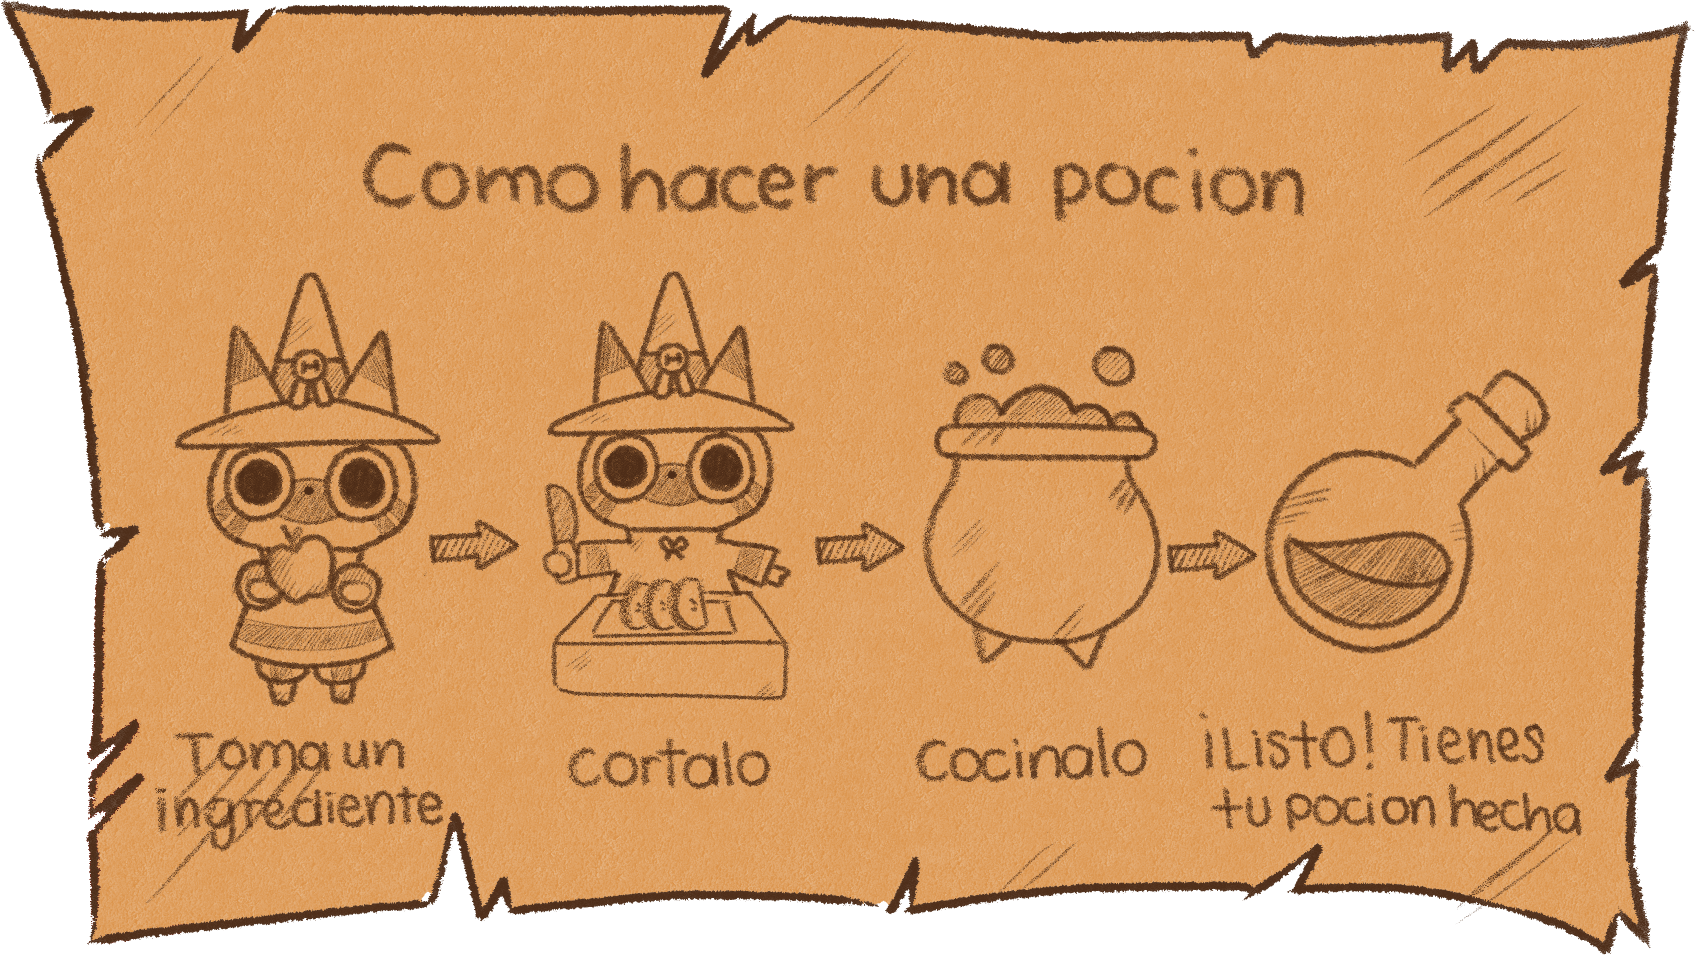 Como hacer una pocion
Toma un
ingrediente
Cortalo
Cocinalo
¡Listo! Tienes
tu pocion hecha